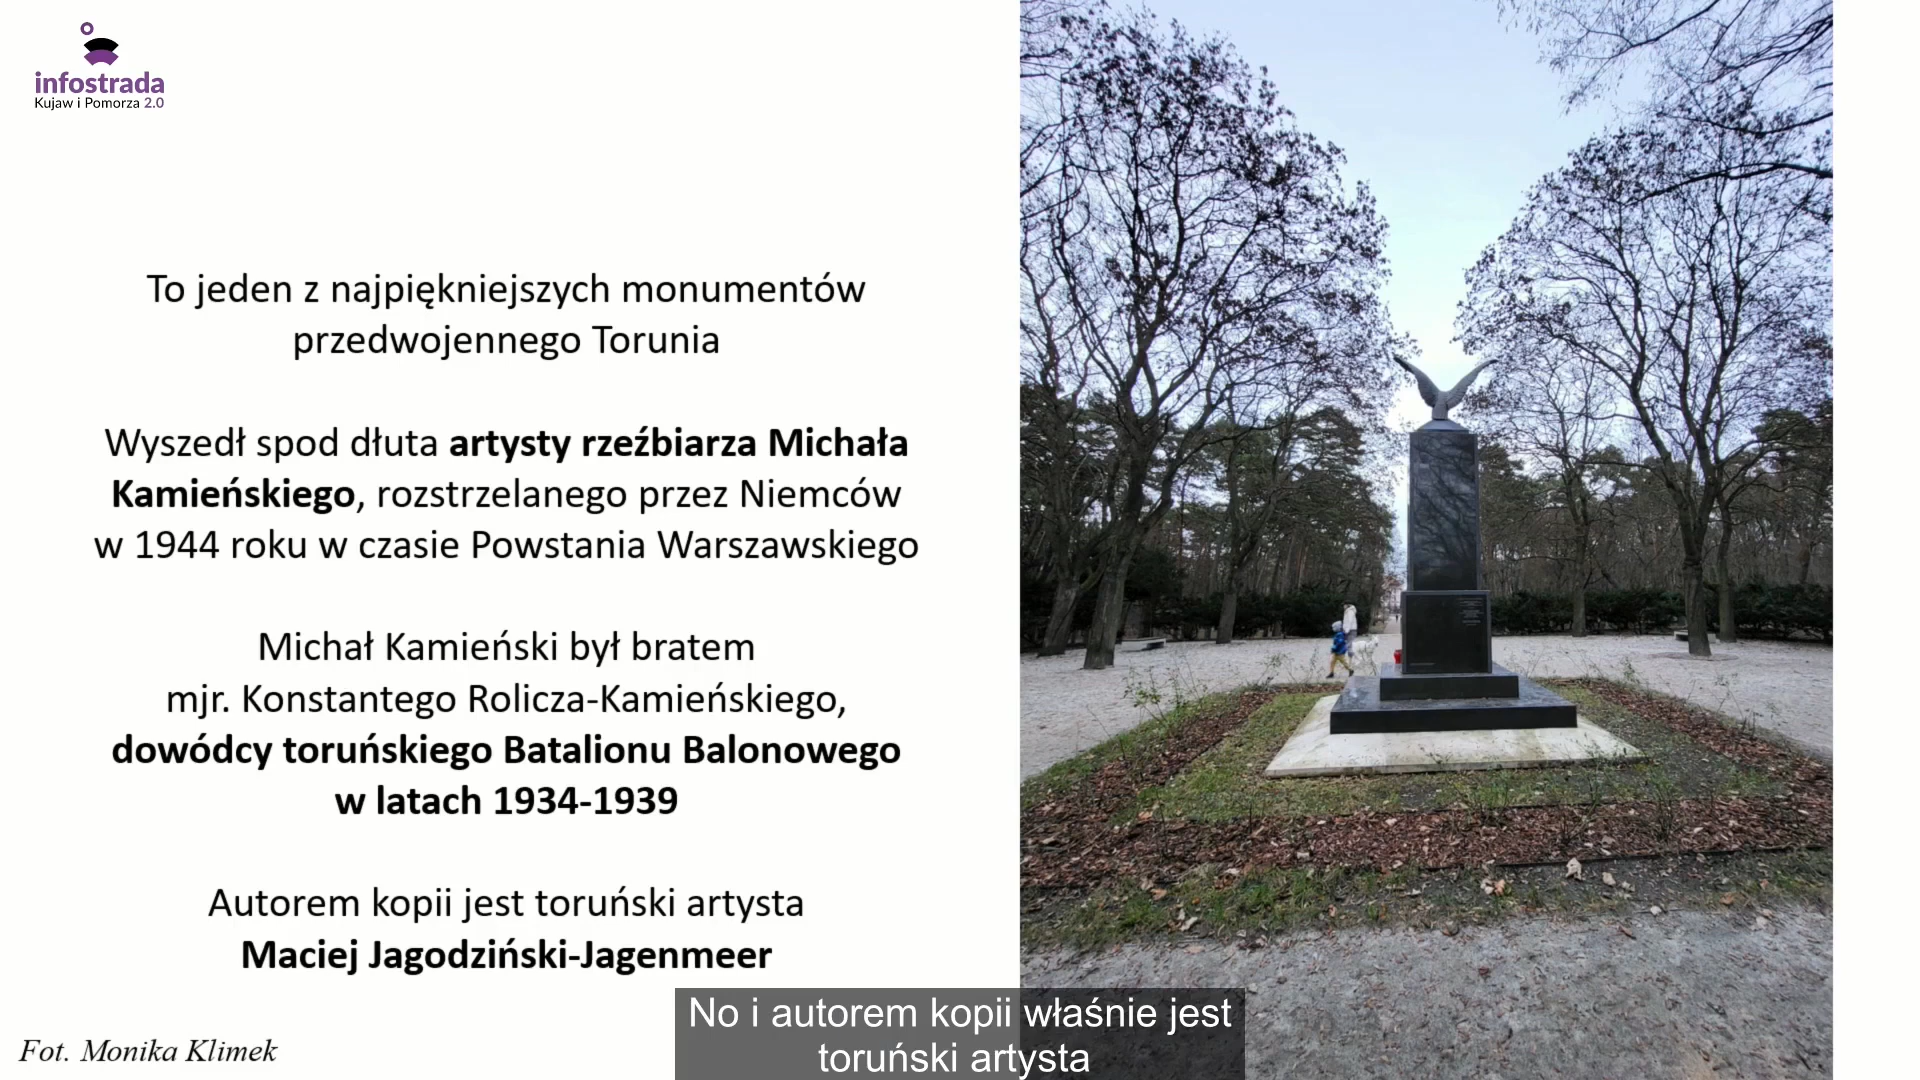 infostrada
Kujaw i Pomorza 2.0
To jeden z najpiękniejszych monumentów
przedwojennego Torunia
Wyszedł spod dłuta artysty rzeźbiarza Michała
Kamieńskiego, rozstrzelanego przez Niemców
w 1944 roku w czasie Powstania Warszawskiego
Michał Kamieński był bratem
mjr. Konstantego Rolicza-Kamieńskiego,
dowódcy toruńskiego Batalionu Balonowego
w latach 1934-1939
Autorem kopii jest toruński artysta
Maciej Jagodziński-Jagenmeer
Fot. Monika Klimek
No i autorem kopii właśnie jest
toruński artysta